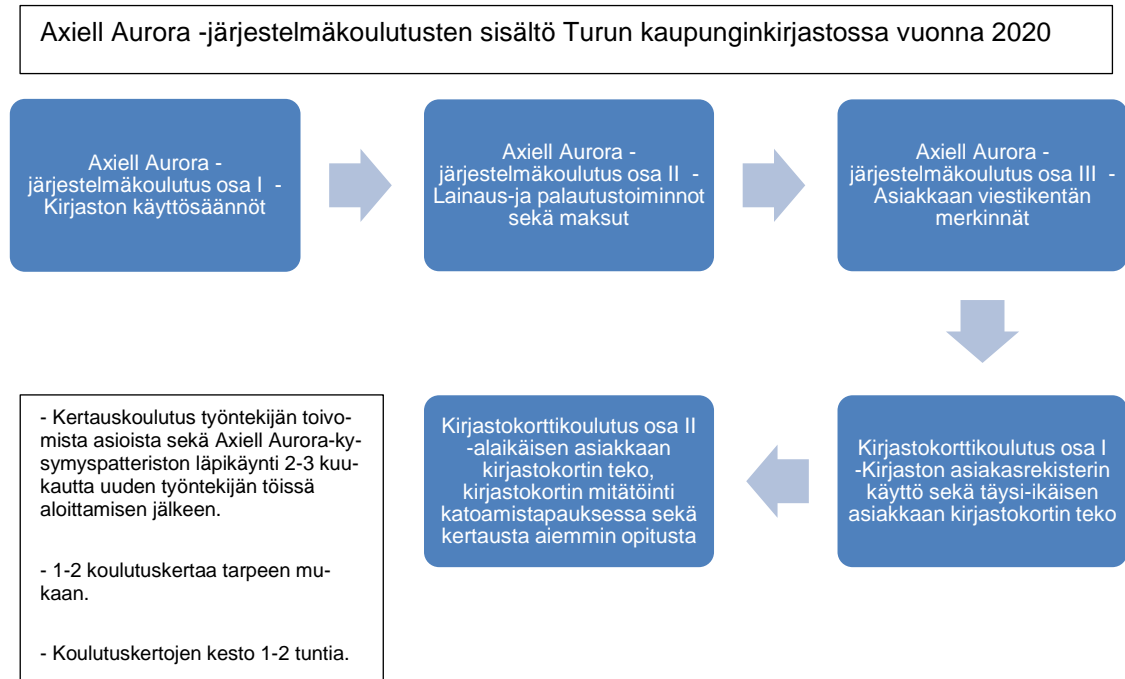 Axiell Aurora -järjestelmäkoulutusten sisältö Turun kaupunginkirjastossa vuonna 2020
Axiell Aurora -
järjestelmäkoulutus osa I -
Kirjaston käyttösäännöt
Axiell Aurora -
järjestelmäkoulutus osa II -
Lainaus-ja palautustoiminnot
sekä maksut
Axiell Aurora -
järjestelmäkoulutus osa III -
Asiakkaan viestikentän
merkinnät
Kirjastokorttikoulutus osa I
-Kirjaston asiakasrekisterin
käyttö sekä täysi-ikäisen
asiakkaan kirjastokortin teko
Kirjastokorttikoulutus osa II
-alaikäisen asiakkaan
kirjastokortin teko,
kirjastokortin mitätöinti
katoamistapauksessa sekä
kertausta aiemmin opitusta
- Kertauskoulutus työntekijän toivo-
mista asioista sekä Axiell Aurora-ky-
symyspatteriston läpikäynti 2-3 kuu-
kautta uuden työntekijän töissä
aloittamisen jälkeen.
- 1-2 koulutuskertaa tarpeen mu-
kaan.
- Koulutuskertojen kesto 1-2 tuntia.